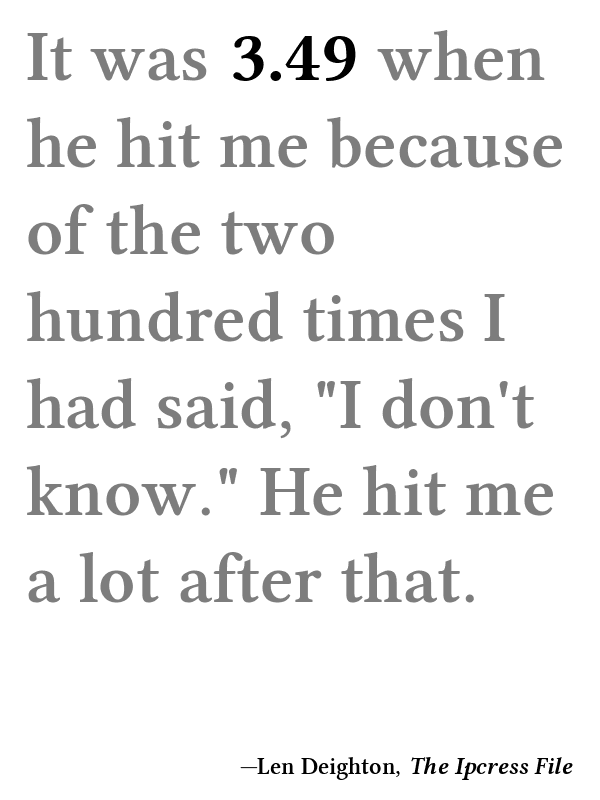 It was 3.49 when
he hit me because
of the two
hundred times I
had said, "I don't
know." He hit me
a lot after that.
—Len Deighton, The Ipcress File